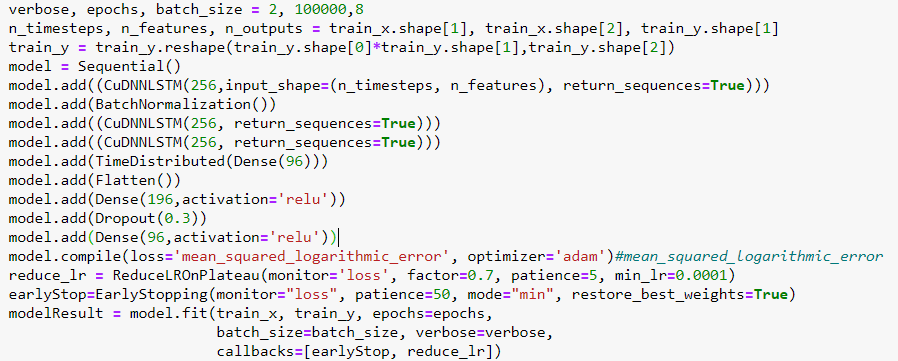 verbose, epochs, batch_size = 2, 100000,8
n_timesteps, n_features, n_outputs = train_x.shape[1], train_x.shape[2], train_y.shape[1]
train_y = train_y.reshape(train_y.shape[0]*train_y.shape[1],train_y.shape[2])
model = Sequential()
model.add((CuDNNLSTM(256,input_shape=(n_timesteps, n_features), return_sequences=True)))
model.add(BatchNormalization())
model.add((CuDNNLSTM(256, return_sequences=True)))
model.add((CuDNNLSTM(256, return_sequences=True)))
model.add(TimeDistributed(Dense(96)))
model.add(Flatten())
model.add(Dense(196,activation='relu'))
model.add(Dropout(0.3))
model.add(Dense(96,activation='relu'))
model.compile(loss='mean_squared_logarithmic_error', optimizer='adam')#mean_squared_logarithmic_error
reduce_lr = ReduceLROnPlateau(monitor='loss', factor=0.7, patience=5, min_lr=0.0001)
earlyStop=EarlyStopping(monitor="loss", patience=50, mode="min", restore_best_weights=True)
modelResult = model.fit(train_x, train_y, epochs=epochs,
                        batch_size=batch_size, verbose=verbose,
                        callbacks=[earlyStop, reduce_lr])